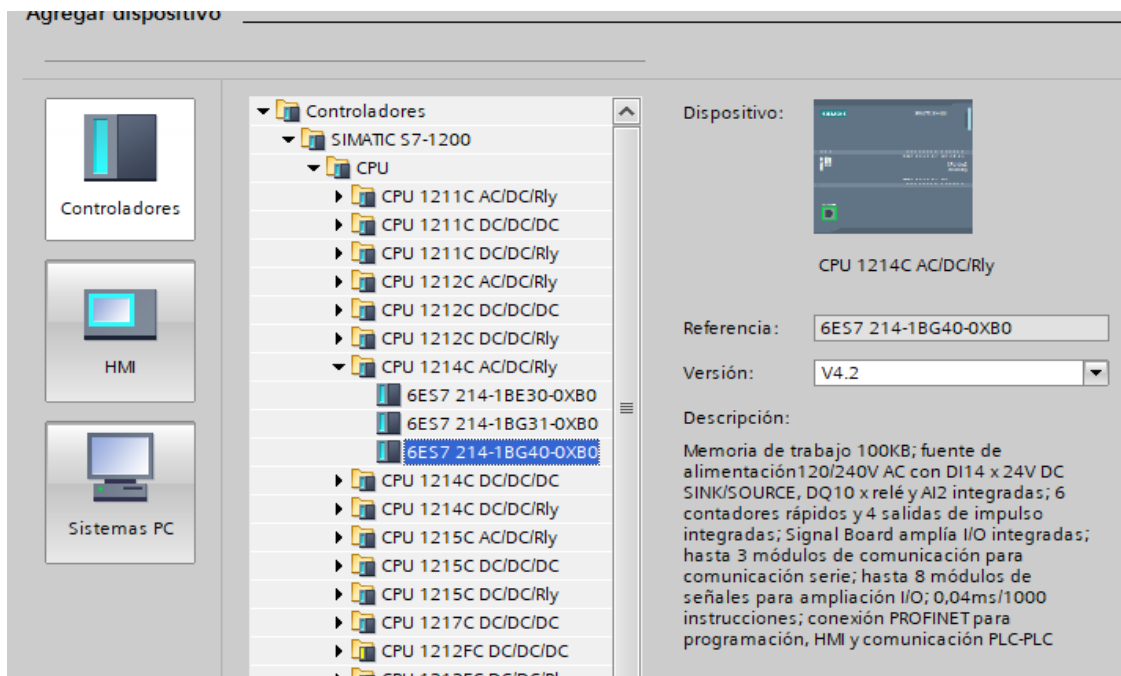 Agregar dispositivo
Controladores
HMI
Sistemas PC
Controladores
SIMATIC S7-1200
CPU
CPU 1211C AC/DC/Rly
CPU 1211C DC/DC/DC
CPU 1211C DC/DC/Rly
CPU 1212C AC/DC/Rly
CPU 1212C DC/DC/DC
CPU 1212C DC/DC/Rly
CPU 1214C AC/DC/Rly
6ES7 214-1BE30-0XB0
6ES7 214-1BG31-0XB0
6ES7 214-1BG40-0XB0
CPU 1214C DC/DC/DC
CPU 1214C DC/DC/Rly
CPU 1215C AC/DC/Rly
CPU 1215C DC/DC/DC
CPU 1215C DC/DC/Rly
CPU 1217C DC/DC/DC
CPU 1212FC DC/DC/DC
Dispositivo:
SIEMENS
CPU 1214C AC/DC/Rly
Referencia:
6ES7 214-1BG40-0XB0
Versión:
V4.2
Descripción:
Memoria de trabajo 100KB; fuente de
alimentación120/240V AC con DI14 x 24V DC
SINK/SOURCE, DQ10 x relé y AI2 integradas; 6
contadores rápidos y 4 salidas de impulso
integradas; Signal Board amplía I/O integradas;
hasta 3 módulos de comunicación para
comunicación serie; hasta 8 módulos de
señales para ampliación I/O; 0,04ms/1000
instrucciones; conexión PROFINET para
programación, HMI y comunicación PLC-PLC